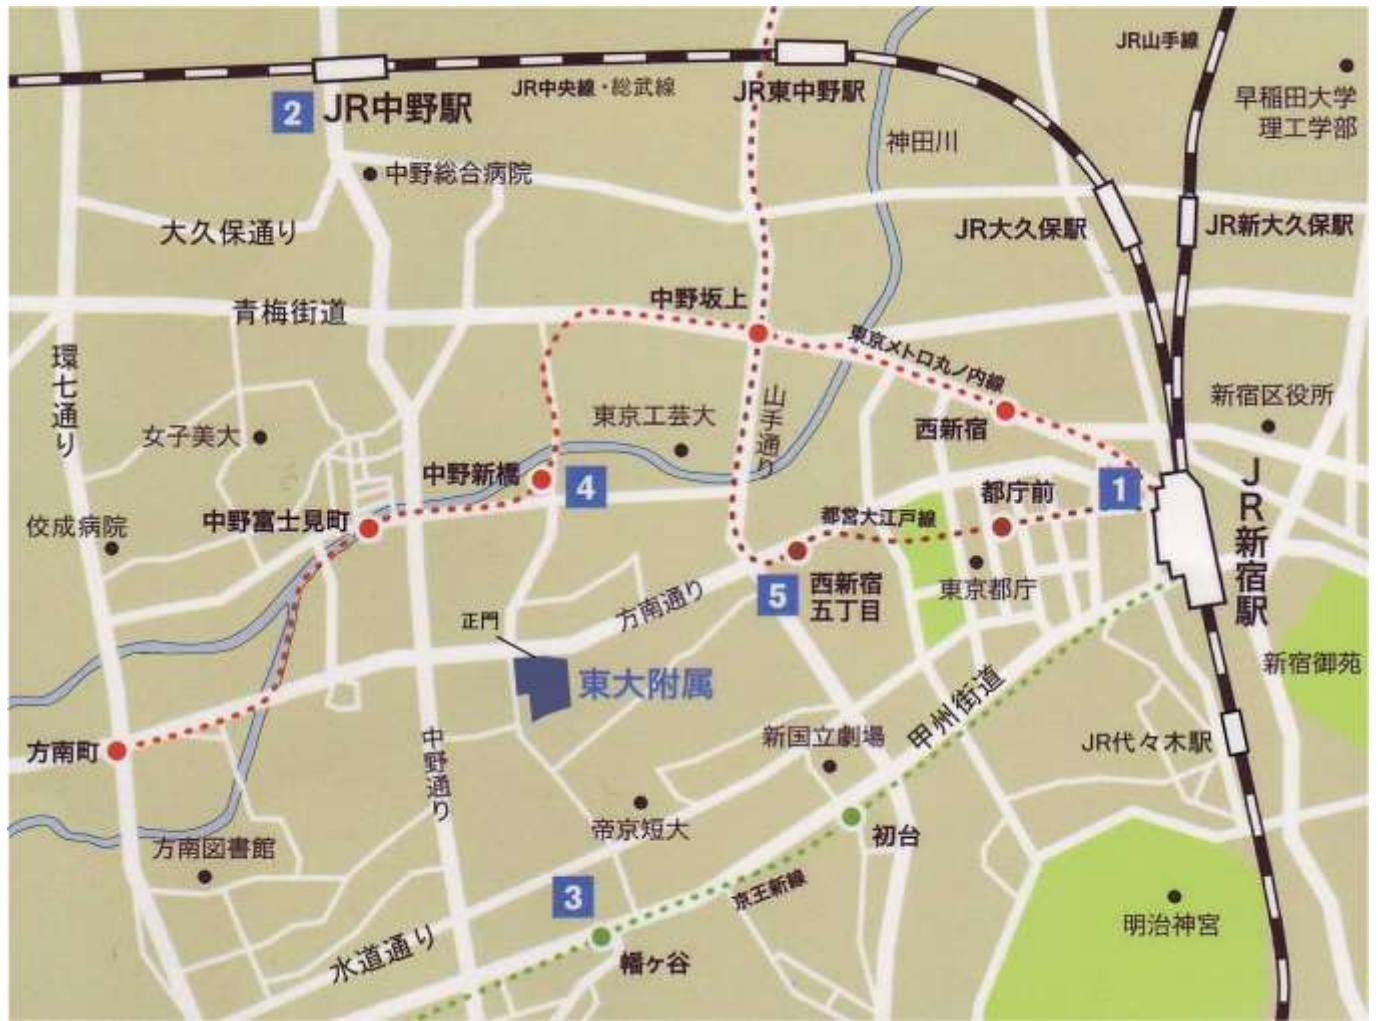 JR山手線
JR中央線・総武線
JR東中野駅
早稲田大学
理工学部
2
JR中野駅
神田川
中野総合病院
大久保通り
JR大久保駅
JR新大久保駅
青梅街道
中野坂上
東京メトロ丸ノ内線
環七通り
山手通り
新宿区役所
女子美大
東京工芸大
西新宿
中野新橋
4
都庁前
1
JR新宿駅
中野富士見町
都営大江戸線
佼成病院
東京都庁
5
西新宿
五丁目
方南通り
正門
新宿御苑
東大附属
甲州街道
方南町
中野通り
新国立劇場
JR代々木駅
帝京短大
初台
方南図書館
京王新線
3
明治神宮
水道通り
幡ヶ谷